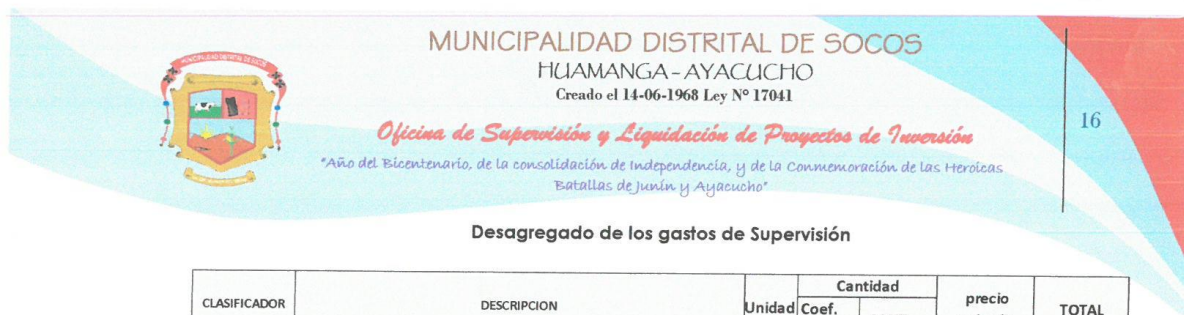 MUNICIPALIDAD DISTRITAL DE SOCOS
HUAMANGA - AYACUCHO
Creado el 14-06-1968 Ley Nº 17041
Oficina de Supervisión y Liquidación de Proyectos de Inversión
"Año del Bicentenario, de la consolidación de Independencia, y de la Conmemoración de las Heroicas
Batallas de Junín y Ayacucho"
16
Desagregado de los gastos de Supervisión
CLASIFICADOR DESCRIPCION Unidad Cantidad precio TOTAL
Coef.